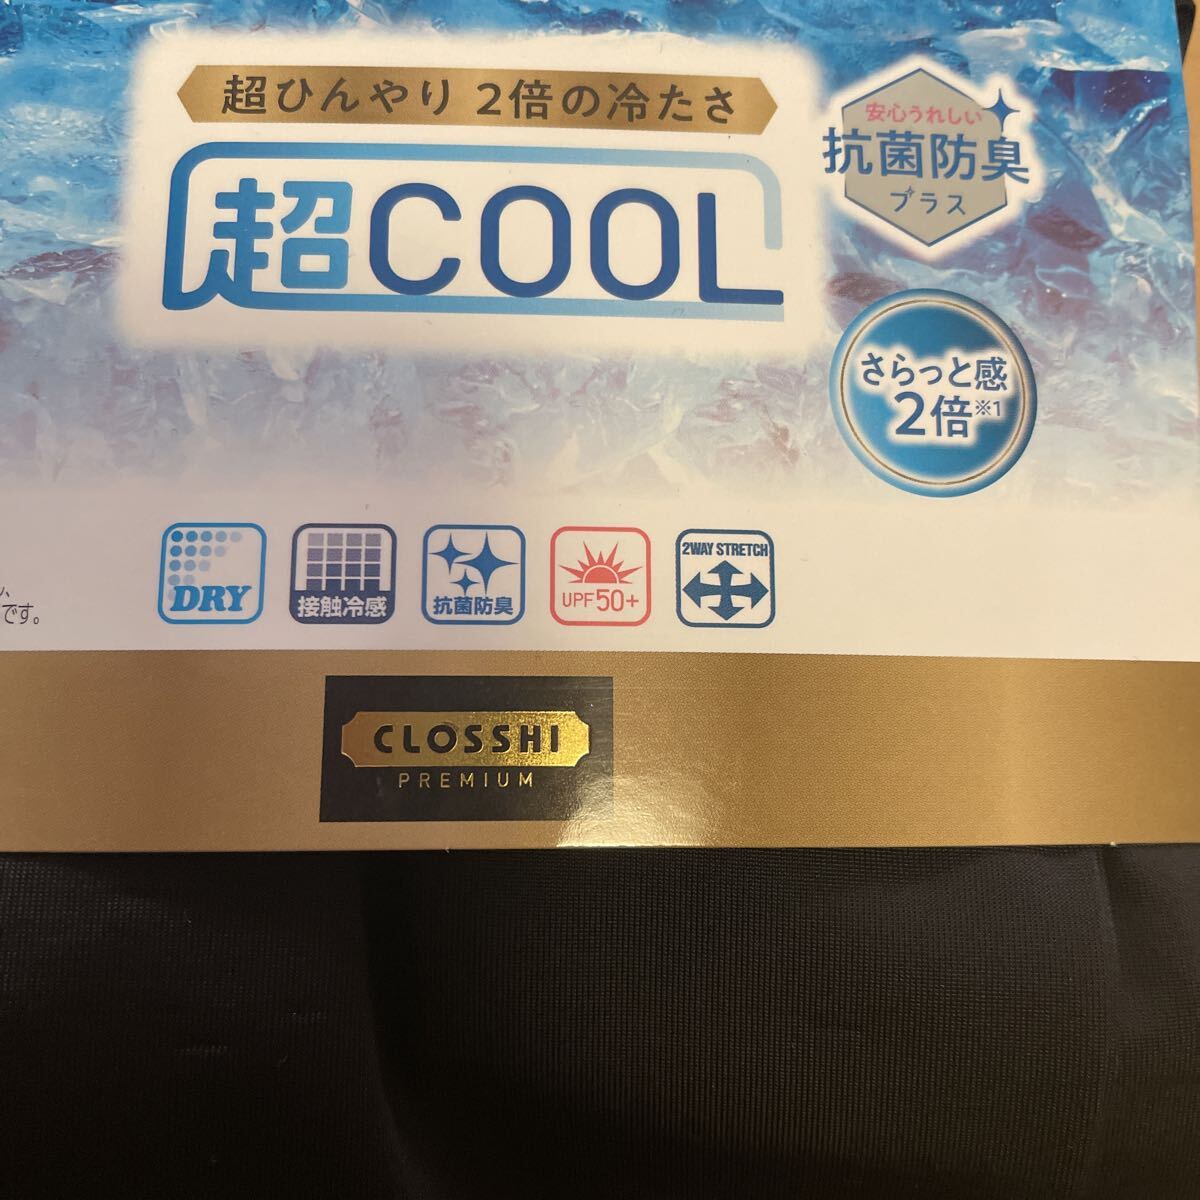 超ひんやり 2倍の冷たさ
超COOL
安心うれしい
抗菌防臭
プラス
さらっと感
2倍※1
DRY
接触冷感
抗菌防臭
UPF50+
2WAY STRETCH
です。
CLOSSHI
PREMIUM